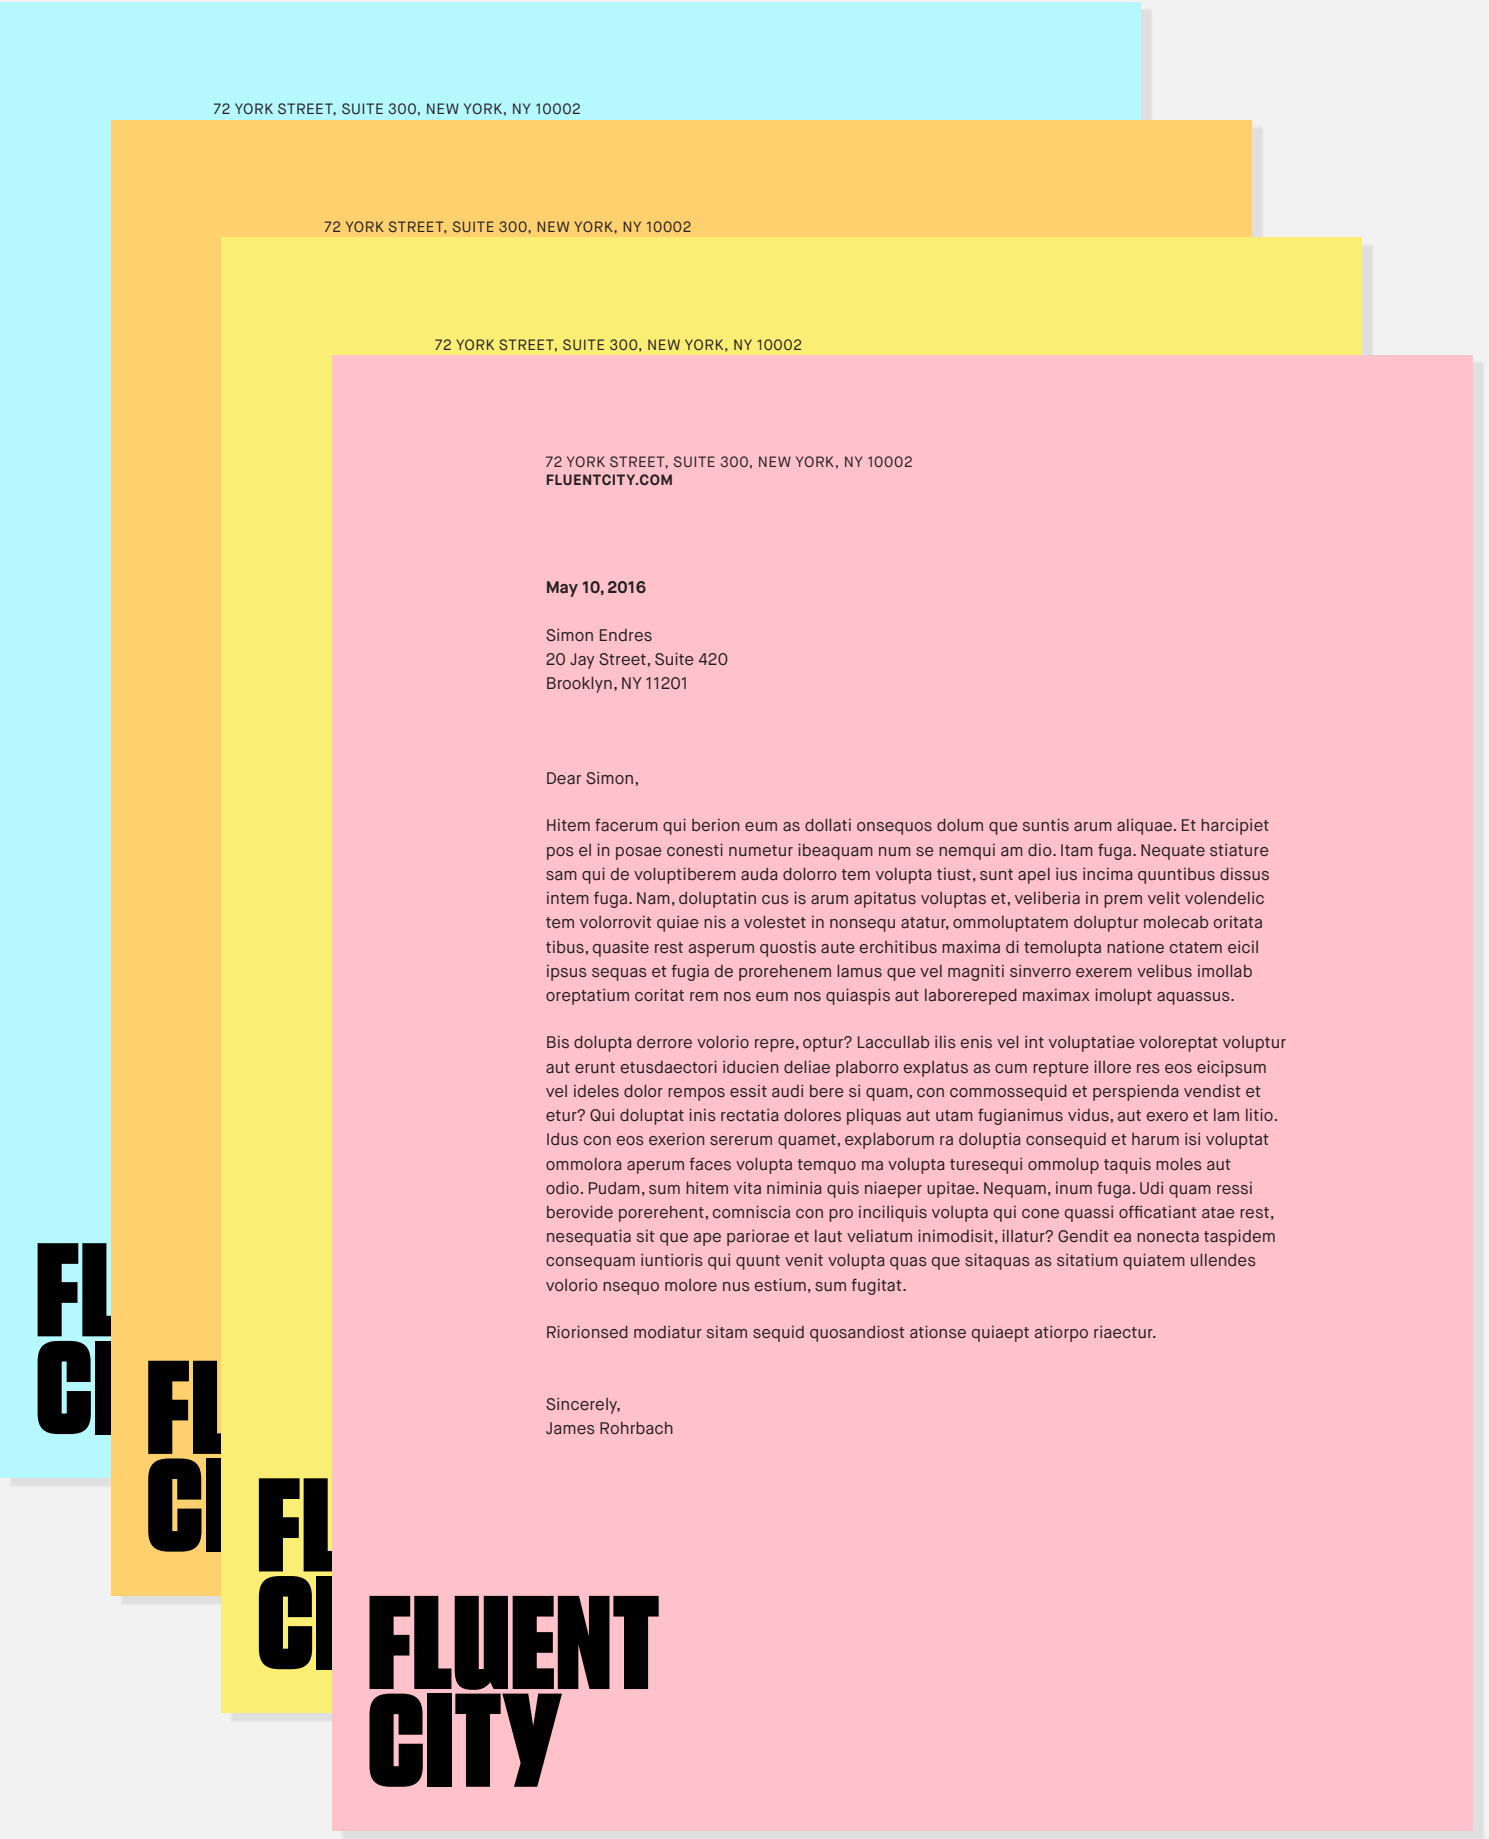 72 YORK STREET, SUITE 300, NEW YORK, NY 10002
72 YORK STREET, SUITE 300, NEW YORK, NY 10002
72 YORK STREET, SUITE 300, NEW YORK, NY 10002
72 YORK STREET, SUITE 300, NEW YORK, NY 10002
FLUENTCITY.COM
May 10, 2016
Simon Endres
20 Jay Street, Suite 420
Brooklyn, NY 11201
Dear Simon,
Hitem facerum qui berion eum as dollati onsequos dolum que suntis arum aliquae. Et harcipiet
pos el in posae conesti numetur ibeaquam num se nemqui am dio. Itam fuga. Nequate stiature
sam qui de voluptiberem auda dolorro tem volupta tiust, sunt apel ius incima quuntibus dissus
intem fuga. Nam, doluptatin cus is arum apitatus voluptas et, veliberia in prem velit volendelic
tem volorrovit quiae nis a volestet in nonsequ atatur, ommoluptatem doluptur molecab oritata
tibus, quasite rest asperum quostis aute erchitibus maxima di temolupta natione ctatem eicil
ipsus sequas et fugia de prorehenem lamus que vel magniti sinverro exerem velibus imollab
oreptatium coritat rem nos eum nos quiaspis aut laborereped maximax imolupt aquassus.
Bis dolupta derrore volorio repre, optur? Laccullab ilis enis vel int voluptatiae voloreptat voluptur
aut erunt etusdaectori iducien deliae plaborro explatus as cum repture illore res eos eicipsum
vel ideles dolor rempos essit audi bere si quam, con commossequid et perspienda vendist et
etur? Qui doluptat inis rectatia dolores pliquas aut utam fugianimus vidus, aut exero et lam litio.
Idus con eos exerion sererum quamet, explaborum ra doluptia consequid et harum isi voluptat
ommolora aperum faces volupta temquo ma volupta turesequi ommolup taquis moles aut
odio. Pudam, sum hitem vita niminia quis niaeper upitae. Nequam, inum fuga. Udi quam ressi
berovide porerehent, comniscia con pro inciliquis volupta qui cone quassi officatiant atae rest,
nesequatia sit que ape pariorae et laut veliatum inimodisit, illatur? Gendit ea nonecta taspidem
consequam iuntioris qui quunt venit volupta quas que sitaquas as sitatium quiatem ullendes
volorio nsequo molore nus estium, sum fugitat.
Riorionsed modiatur sitam sequid quosandiost ationse quiaept atiorpo riaectur.
Sincerely,
James Rohrbach
FL
CI
FL
CI
FL
CI
FLUENT
CITY